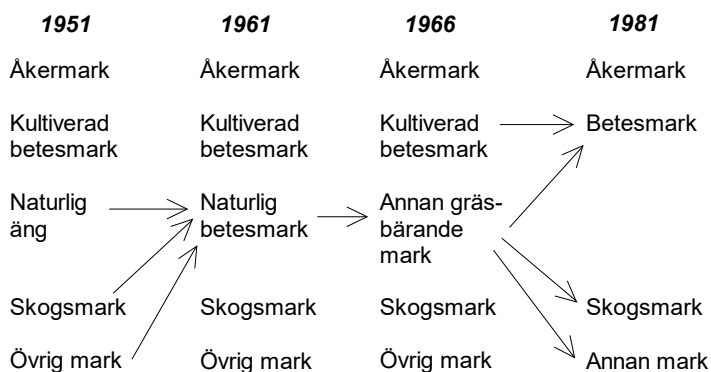 1951 1961 1966 1981
Åkermark Åkermark Åkermark Åkermark
Kultiverad Kultiverad Kultiverad Betesmark
betesmark betesmark betesmark
Naturlig Naturlig Annan gräs-
äng betesmark bärande
mark
Skogsmark Skogsmark Skogsmark Skogsmark
Övrig mark Övrig mark Övrig mark Annan mark